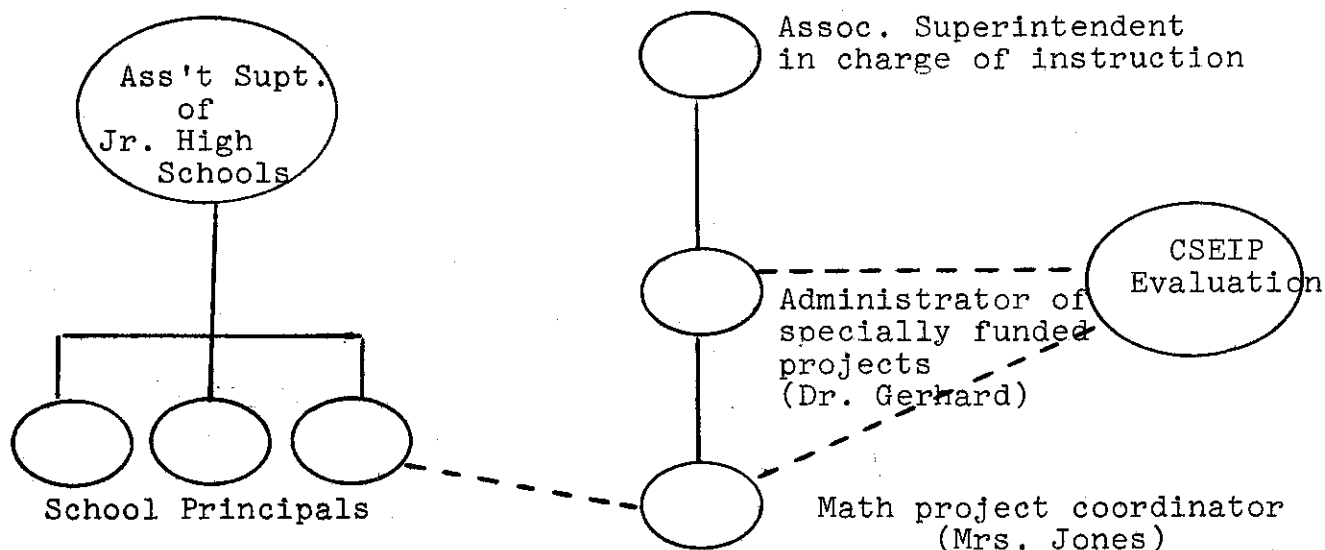 Ass't Supt.
of
Jr. High
Schools
School Principals
Assoc. Superintendent
in charge of instruction
Administrator of
specially funded
projects
(Dr. Gerhard)
CSEIP
Evaluation
Math project coordinator
(Mrs. Jones)